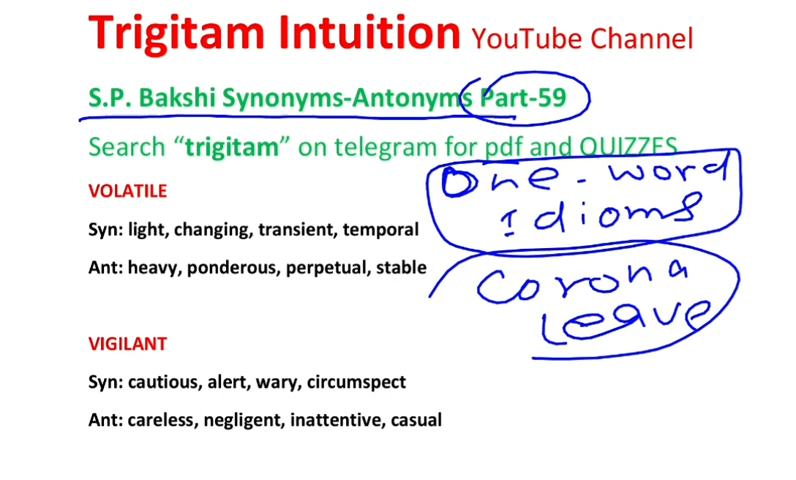 Trigitam Intuition YouTube Channel
S.P. Bakshi Synonyms-Antonyms Part-59
Search “trigitam” on telegram for pdf and QUIZZES
VOLATILE
Syn: light, changing, transient, temporal
Ant: heavy, ponderous, perpetual, stable
One-word
Idioms
Corona
Leave
VIGILANT
Syn: cautious, alert, wary, circumspect
Ant: careless, negligent, inattentive, casual